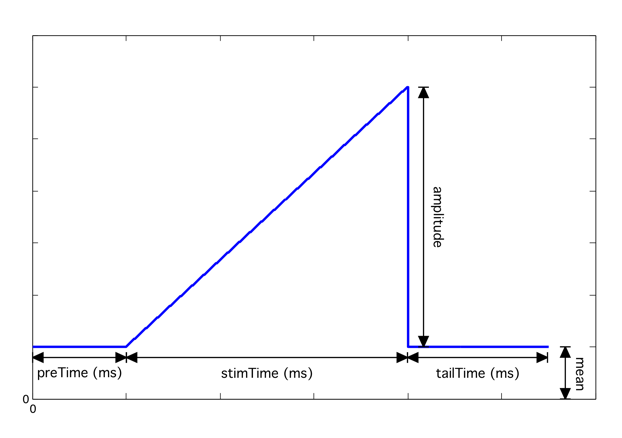 amplitude
preTime (ms)
stimTime (ms)
tailTime (ms)
mean
0
0